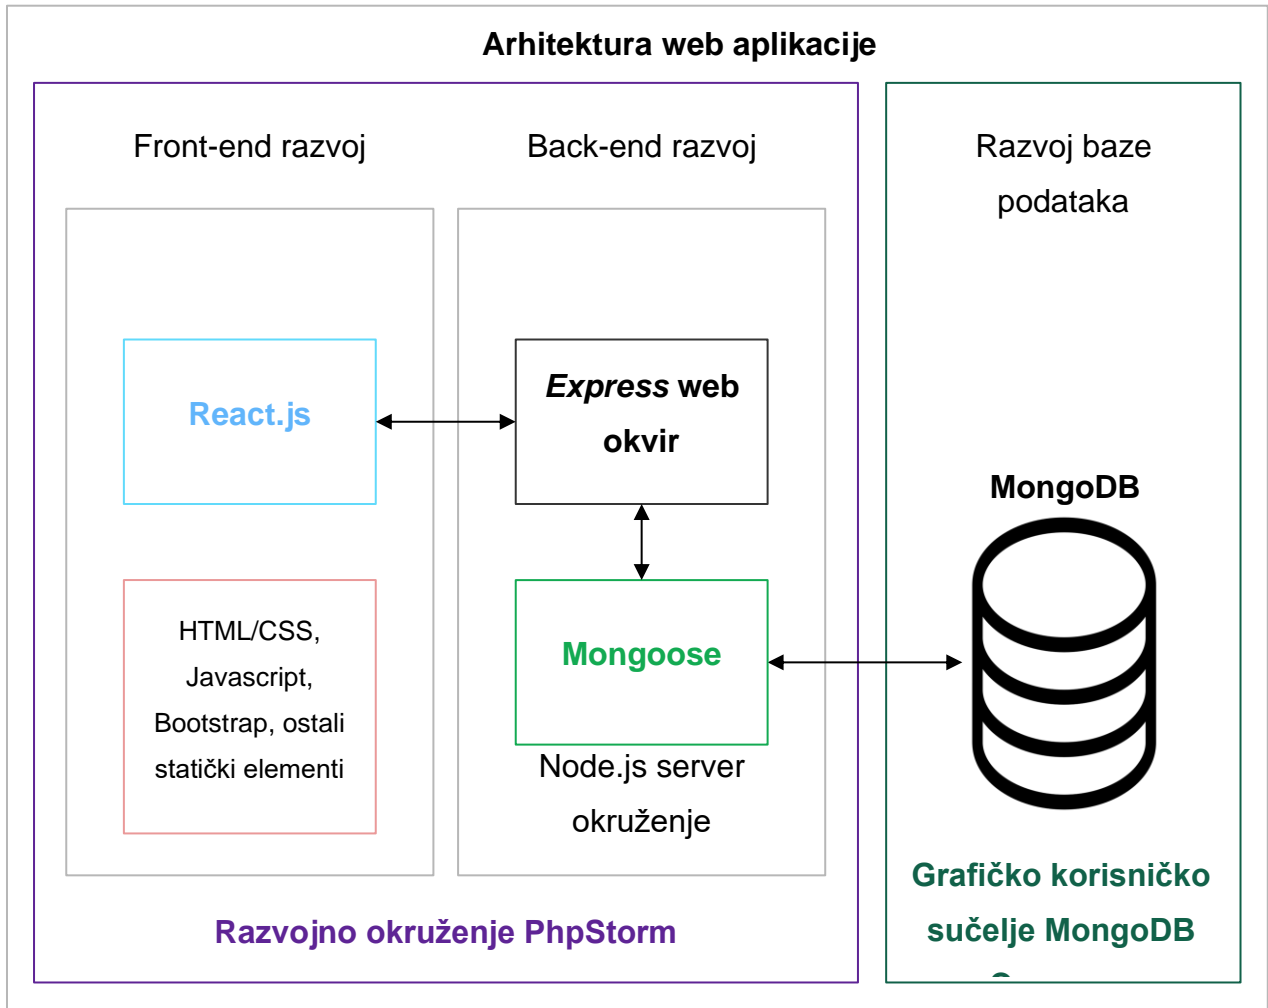 Arhitektura web aplikacije
Front-end razvoj
Back-end razvoj
Razvoj baze
podataka
React.js
Express web
okvir
MongoDB
HTML/CSS,
Javascript,
Bootstrap, ostali
statički elementi
Mongoose
Node.js server
okruženje
Razvojno okruženje PhpStorm
Grafičko korisničko
sučelje MongoDB